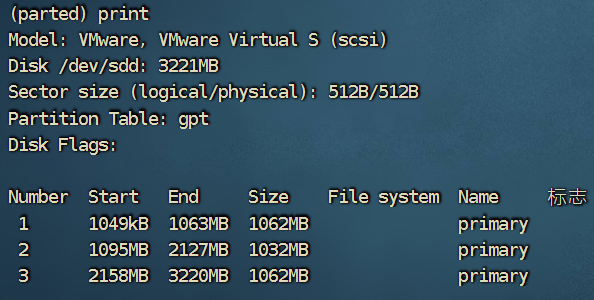 (parted) print
Model: VMware, VMware Virtual S (scsi)
Disk /dev/sdd: 3221MB
Sector size (logical/physical): 512B/512B
Partition Table: gpt
Disk Flags:
Number  Start   End     Size    File system  Name     标志
 1      1049kB  1063MB  1062MB               primary
 2      1095MB  2127MB  1032MB               primary
 3      2158MB  3220MB  1062MB               primary